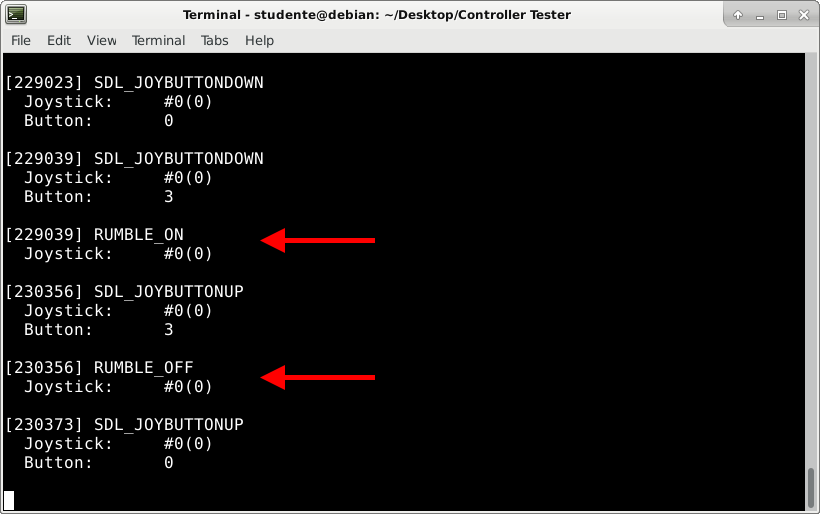 Terminal - studente@debian: ~/Desktop/Controller Tester
File Edit View Terminal Tabs Help
[229023] SDL_JOYBUTTONDOWN
Joystick: #0(0)
Button: 0
[229039] SDL_JOYBUTTONDOWN
Joystick: #0(0)
Button: 3
[229039] RUMBLE_ON
Joystick: #0(0)
[230356] SDL_JOYBUTTONUP
Joystick: #0(0)
Button: 3
[230356] RUMBLE_OFF
Joystick: #0(0)
[230373] SDL_JOYBUTTONUP
Joystick: #0(0)
Button: 0